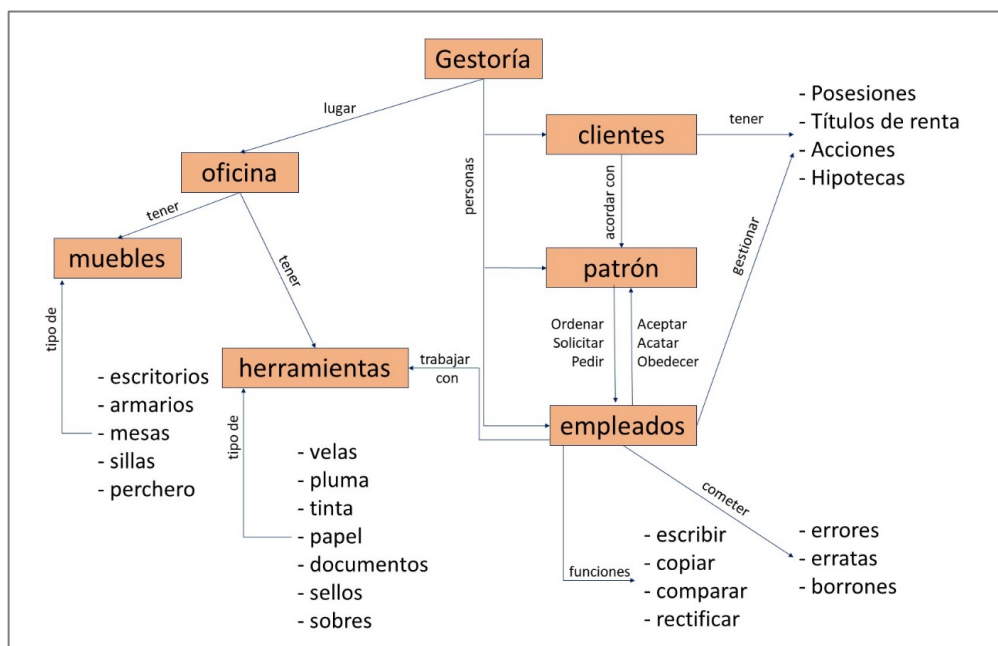 Gestoría
lugar
personas
clientes
tener
- Posesiones
- Títulos de renta
- Acciones
- Hipotecas
oficina
tener
tener
muebles
acordar con
patrón
gestionar
tipo de
- escritorios
- armarios
- mesas
- sillas
- perchero
herramientas
trabajar
con
Ordenar
Solicitar
Pedir
Aceptar
Acatar
Obedecer
empleados
tipo de
- velas
- pluma
- tinta
- papel
- documentos
- sellos
- sobres
funciones
- escribir
- copiar
- comparar
- rectificar
cometer
- errores
- erratas
- borrones